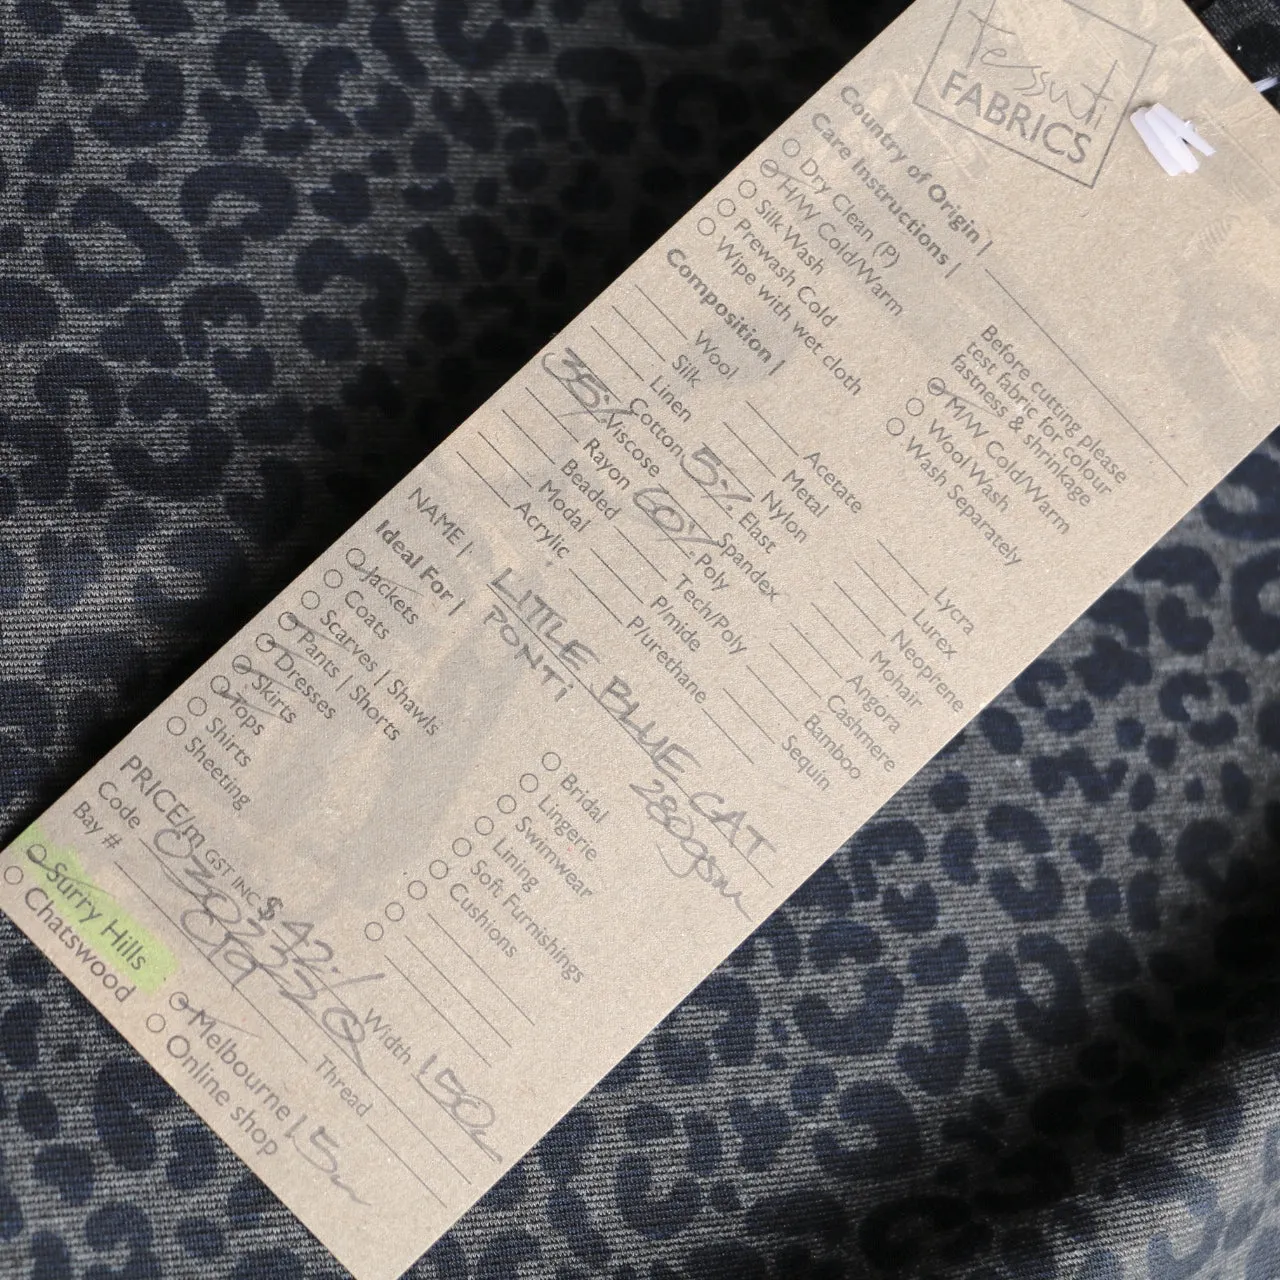 Tessuti
FABRICS
Country of Origin |
Care Instructions |
Dry Clean (P)
H/W Cold/Warm
Silk Wash
Prewash Cold
Wipe with wet cloth
Before cutting please
test fabric for colour
fastness & shrinkage
M/W Cold/Warm
Wool Wash
Wash Separately
Composition |
Wool
Silk
Linen
Cotton
35% Viscose
Rayon
Beaded
Modal
Acrylic
Acetate
Metal
Nylon
5% Elast
Spandex
60% Poly
Tech/Poly
P/mide
P/urethane
Lycra
Lurex
Neoprene
Mohair
Angora
Cashmere
Bamboo
Sequin
NAME | LITTLE BLUE CAT
PONTi 280gsm
Ideal For |
Jackets
Coats
Scarves | Shawls
Pants | Shorts
Dresses
Skirts
Tops
Shirts
Sheeting
Bridal
Lingerie
Swimwear
Lining
Soft Furnishings
Cushions
PRICE/m GST INC $ 42.
Width 150
Code
Bay # 019
Thread
Surry Hills
Chatswood
Melbourne 15m
Online shop